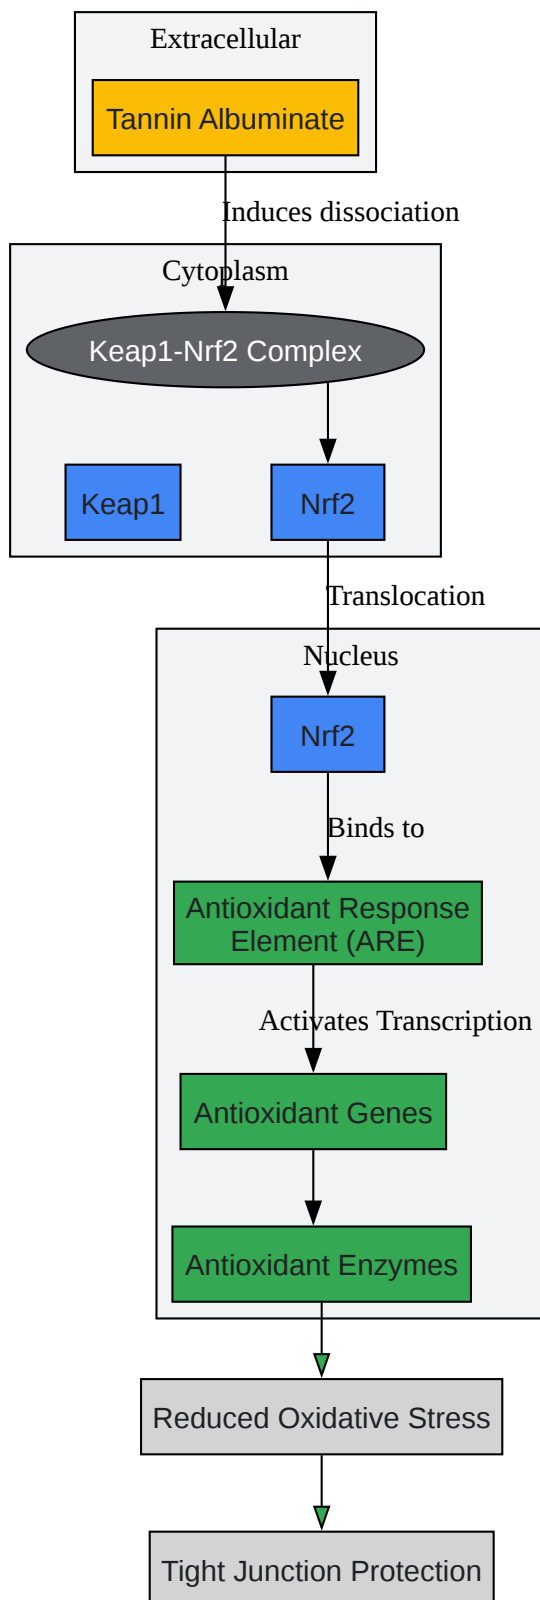 Extracellular
Tannin Albuminate
Induces dissociation
Cytoplasm
Keap1-Nrf2 Complex
Keap1
Nrf2
Translocation
Nucleus
Nrf2
Binds to
Antioxidant Response
Element (ARE)
Activates Transcription
Antioxidant Genes
Antioxidant Enzymes
Reduced Oxidative Stress
Tight Junction Protection